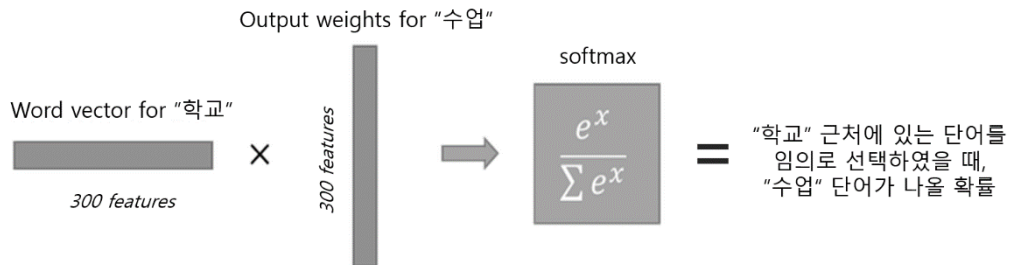 Output weights for "수업"
softmax
Word vector for "학교"
300 features
×
300 features
e^x
∑ e^x
=
"학교" 근처에 있는 단어를
임의로 선택하였을 때,
"수업" 단어가 나올 확률